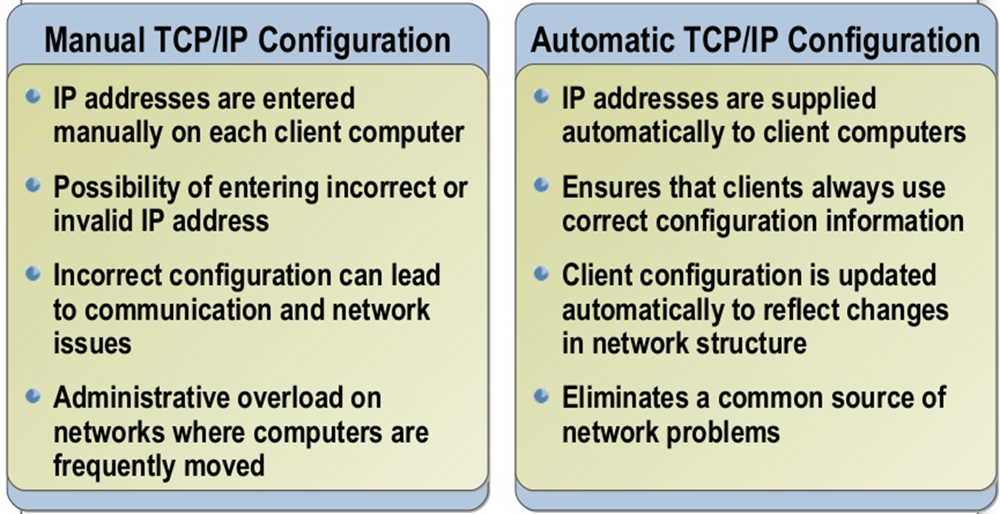 Manual TCP/IP Configuration
IP addresses are entered
manually on each client computer
Possibility of entering incorrect or
invalid IP address
Incorrect configuration can lead
to communication and network
issues
Administrative overload on
networks where computers are
frequently moved
Automatic TCP/IP Configuration
IP addresses are supplied
automatically to client computers
Ensures that clients always use
correct configuration information
Client configuration is updated
automatically to reflect changes
in network structure
Eliminates a common source of
network problems